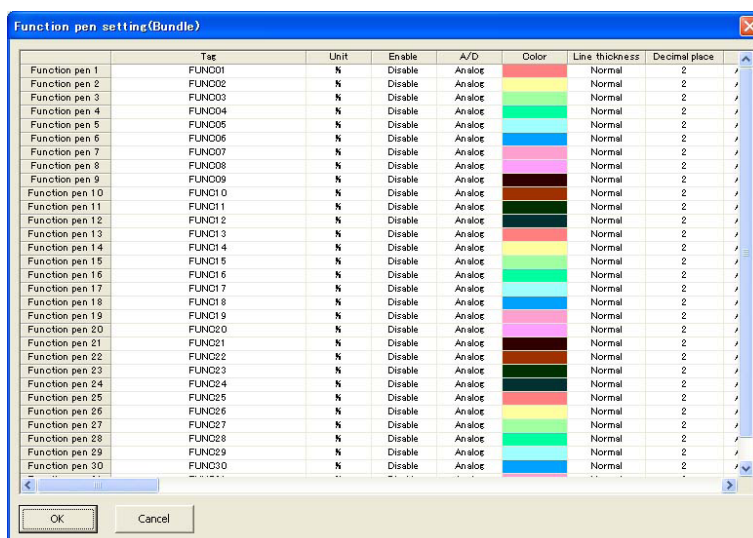 Function pen setting(Bundle)
Tag Unit Enable A/D Color Line thickness Decimal place
Function pen 1 FUNC01 % Disable Analog Normal 2
Function pen 2 FUNC02 % Disable Analog Normal 2
Function pen 3 FUNC03 % Disable Analog Normal 2
Function pen 4 FUNC04 % Disable Analog Normal 2
Function pen 5 FUNC05 % Disable Analog Normal 2
Function pen 6 FUNC06 % Disable Analog Normal 2
Function pen 7 FUNC07 % Disable Analog Normal 2
Function pen 8 FUNC08 % Disable Analog Normal 2
Function pen 9 FUNC09 % Disable Analog Normal 2
Function pen 10 FUNC10 % Disable Analog Normal 2
Function pen 11 FUNC11 % Disable Analog Normal 2
Function pen 12 FUNC12 % Disable Analog Normal 2
Function pen 13 FUNC13 % Disable Analog Normal 2
Function pen 14 FUNC14 % Disable Analog Normal 2
Function pen 15 FUNC15 % Disable Analog Normal 2
Function pen 16 FUNC16 % Disable Analog Normal 2
Function pen 17 FUNC17 % Disable Analog Normal 2
Function pen 18 FUNC18 % Disable Analog Normal 2
Function pen 19 FUNC19 % Disable Analog Normal 2
Function pen 20 FUNC20 % Disable Analog Normal 2
Function pen 21 FUNC21 % Disable Analog Normal 2
Function pen 22 FUNC22 % Disable Analog Normal 2
Function pen 23 FUNC23 % Disable Analog Normal 2
Function pen 24 FUNC24 % Disable Analog Normal 2
Function pen 25 FUNC25 % Disable Analog Normal 2
Function pen 26 FUNC26 % Disable Analog Normal 2
Function pen 27 FUNC27 % Disable Analog Normal 2
Function pen 28 FUNC28 % Disable Analog Normal 2
Function pen 29 FUNC29 % Disable Analog Normal 2
Function pen 30 FUNC30 % Disable Analog Normal 2
OK Cancel